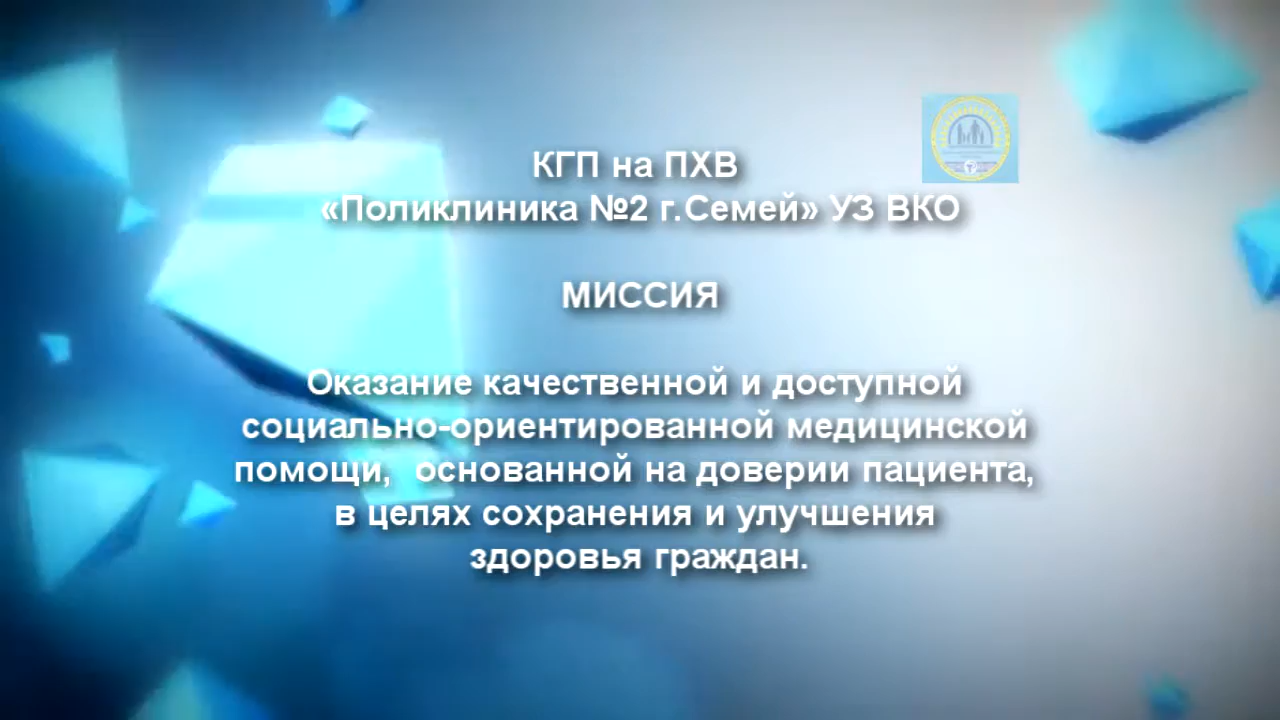 КГП на ПХВ
«Поликлиника №2 г.Семей» УЗ ВКО
МИССИЯ
Оказание качественной и доступной
социально-ориентированной медицинской
помощи,  основанной на доверии пациента,
в целях сохранения и улучшения
здоровья граждан.